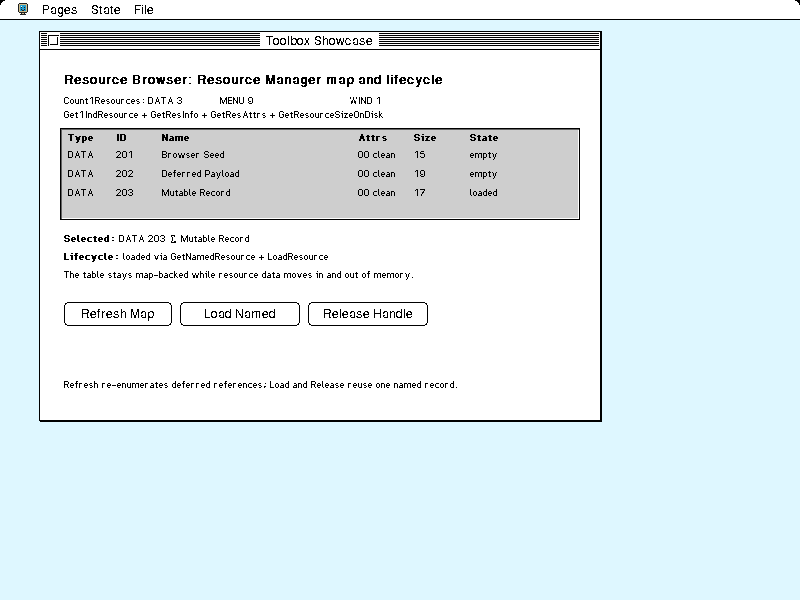 Pages State File
Toolbox Showcase
Resource Browser: Resource Manager map and lifecycle
Count1Resources: DATA 3 MENU 9 WIND 1
Get1IndResource + GetResInfo + GetResAttrs + GetResourceSizeOnDisk
Type ID Name Attrs Size State
DATA 201 Browser Seed 00 clean 15 empty
DATA 202 Deferred Payload 00 clean 19 empty
DATA 203 Mutable Record 00 clean 17 loaded
Selected: DATA 203 Σ Mutable Record
Lifecycle: loaded via GetNamedResource + LoadResource
The table stays map-backed while resource data moves in and out of memory.
Refresh Map Load Named Release Handle
Refresh re-enumerates deferred references; Load and Release reuse one named record.